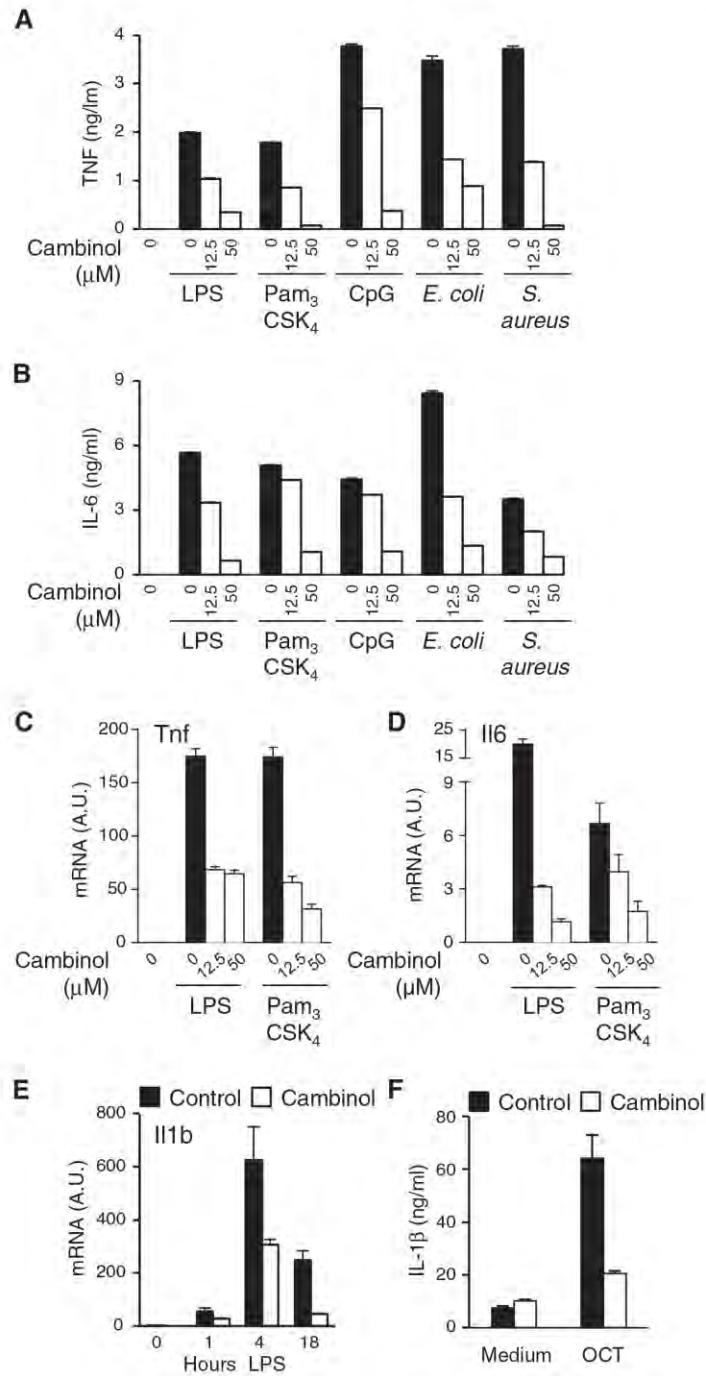 A
TNF (ng/lm)
4
3
2
1
0
Cambinol (μM)
0 0 12.5 50 0 12.5 50 0 12.5 50 0 12.5 50 0 12.5 50
LPS Pam3 CSK4 CpG E. coli S. aureus
B
IL-6 (ng/ml)
9
6
3
0
Cambinol (μM)
0 0 12.5 50 0 12.5 50 0 12.5 50 0 12.5 50 0 12.5 50
LPS Pam3 CSK4 CpG E. coli S. aureus
C
Tnf
mRNA (A.U.)
200
150
100
50
0
Cambinol (μM)
0 0 12.5 50 0 12.5 50
LPS Pam3 CSK4
D
Il6
mRNA (A.U.)
25
15
9
6
3
0
Cambinol (μM)
0 0 12.5 50 0 12.5 50
LPS Pam3 CSK4
E
Control Cambinol
Il1b
mRNA (A.U.)
800
600
400
200
0
0 1 4 18
Hours LPS
F
Control Cambinol
IL-1β (ng/ml)
80
60
40
20
0
Medium OCT